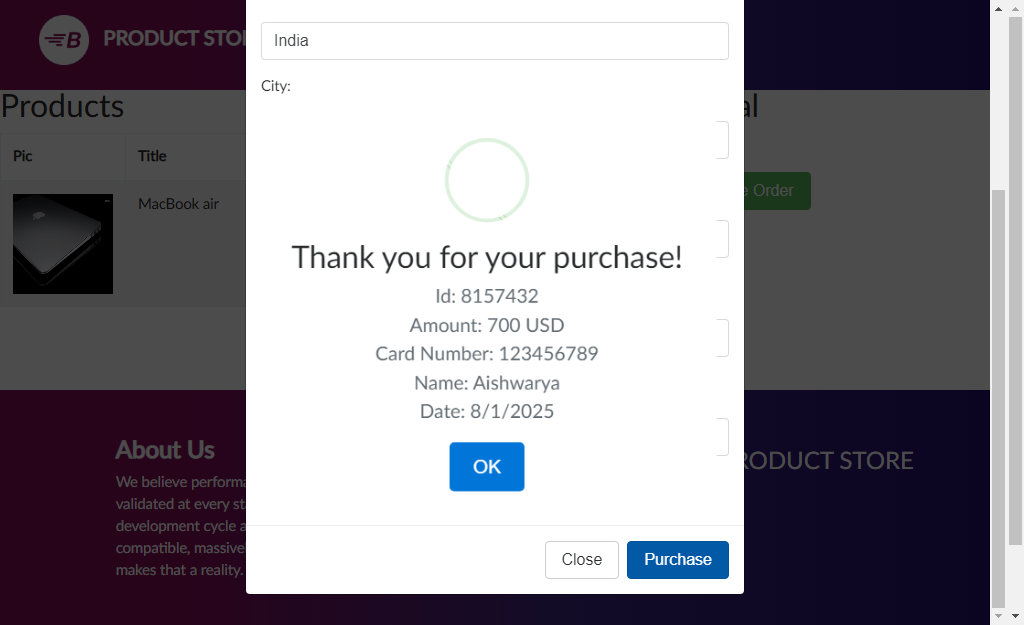 India
B
PRODUCT STO
City:
Products
Pic
Title
MacBook air
al
e Order
Thank you for your purchase!
Id: 8157432
Amount: 700 USD
Card Number: 123456789
Name: Aishwarya
Date: 8/1/2025
OK
Close
Purchase
About Us
We believe performa
validated at every st
development cycle a
compatible, massive
makes that a reality.
RODUCT STORE